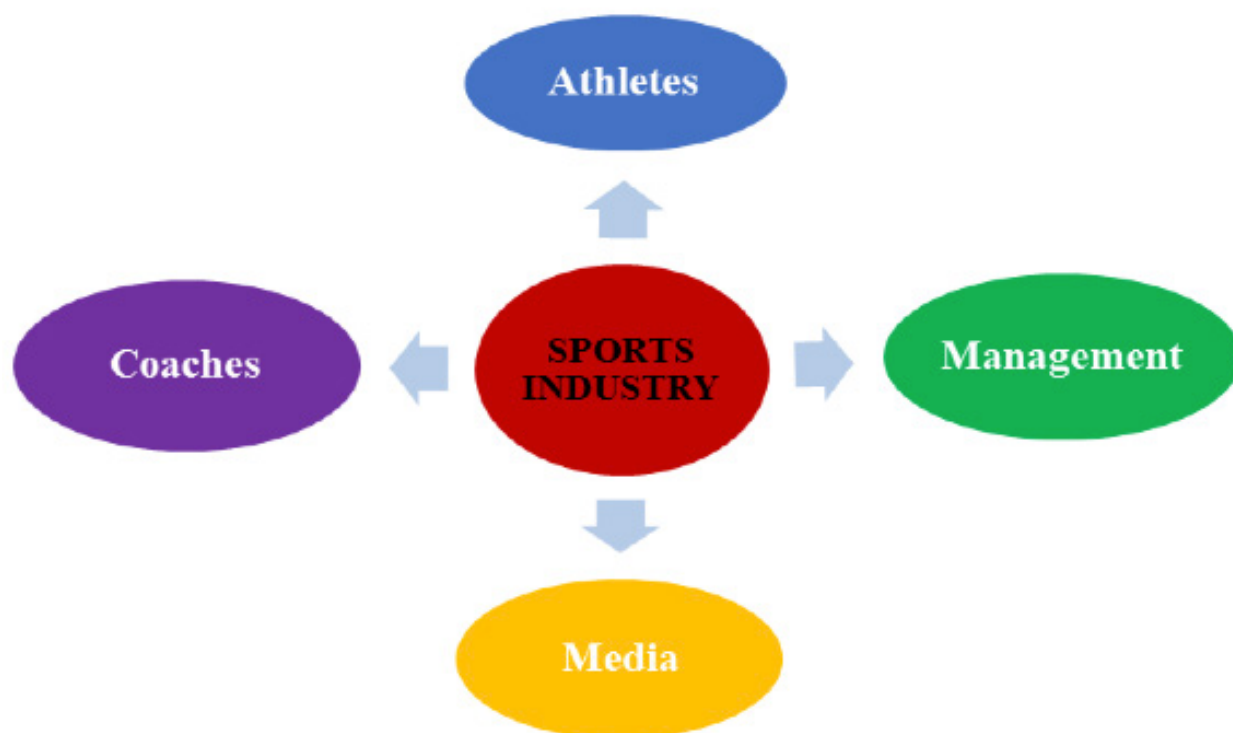 Athletes
Coaches
SPORTS
INDUSTRY
Management
Media